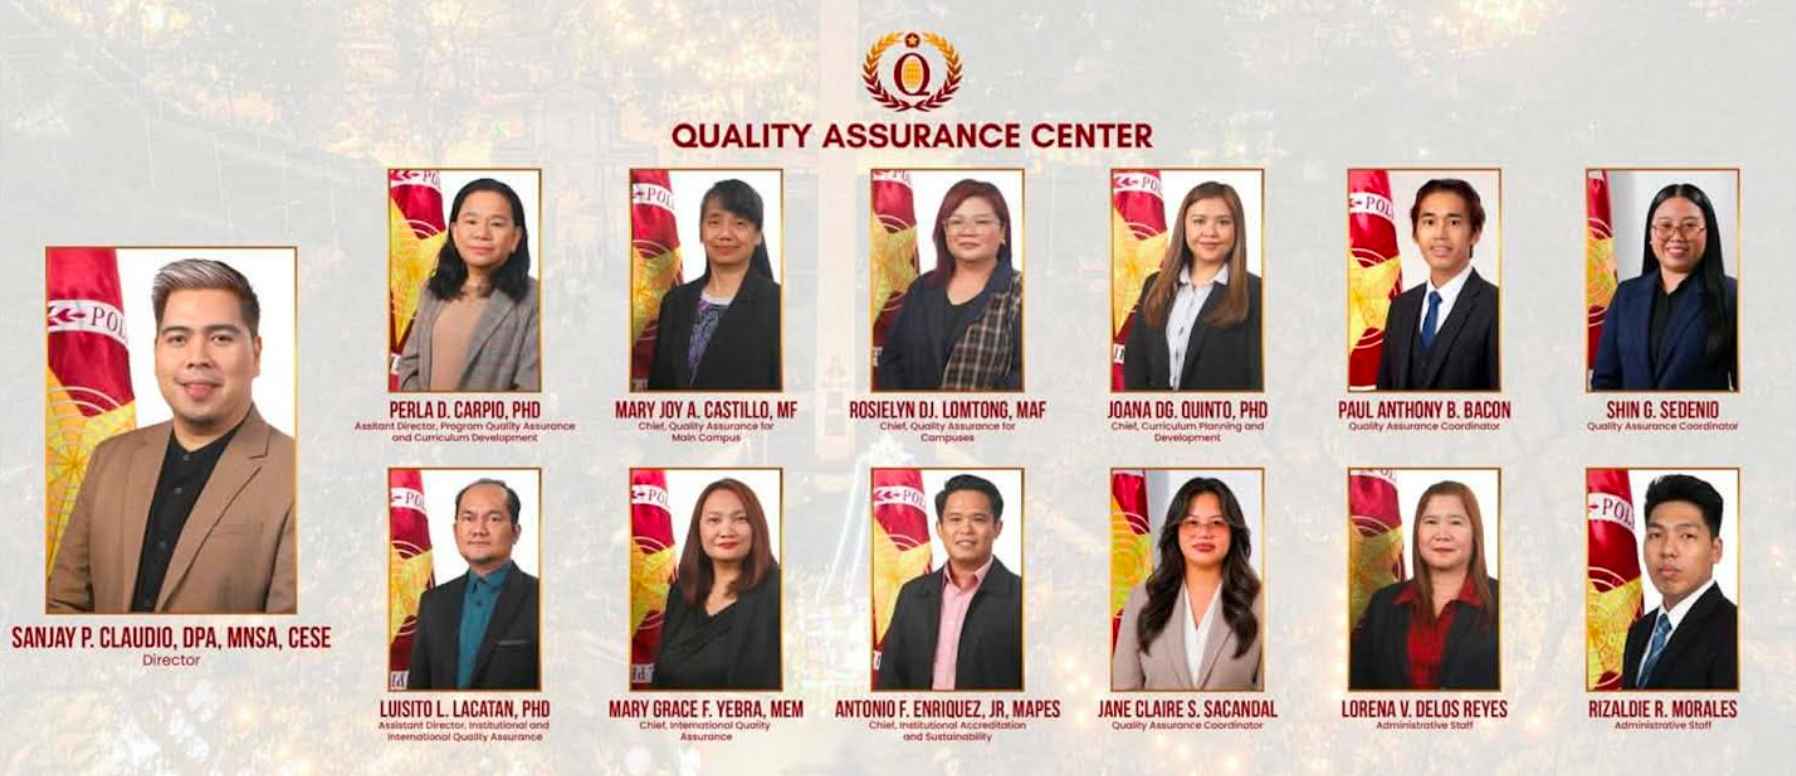 Q
QUALITY ASSURANCE CENTER
SANJAY P. CLAUDIO, DPA, MNSA, CESE
Director
PERLA D. CARPIO, PHD
Assitant Director, Program Quality Assurance
and Curriculum Development
MARY JOY A. CASTILLO, MF
Chief, Quality Assurance for
Main Campus
ROSIELYN DJ. LOMTONG, MAF
Chief, Quality Assurance for
Campuses
JOANA DG. QUINTO, PHD
Chief, Curriculum Planning and
Development
PAUL ANTHONY B. BACON
Quality Assurance Coordinator
SHIN G. SEDENIO
Quality Assurance Coordinator
LUISITO L. LACATAN, PHD
Assistant Director, Institutional and
International Quality Assurance
MARY GRACE F. YEBRA, MEM
Chief, International Quality
Assurance
ANTONIO F. ENRIQUEZ, JR, MAPES
Chief, Institutional Accreditation
and Sustainability
JANE CLAIRE S. SACANDAL
Quality Assurance Coordinator
LORENA V. DELOS REYES
Administrative Staff
RIZALDIE R. MORALES
Administrative Staff